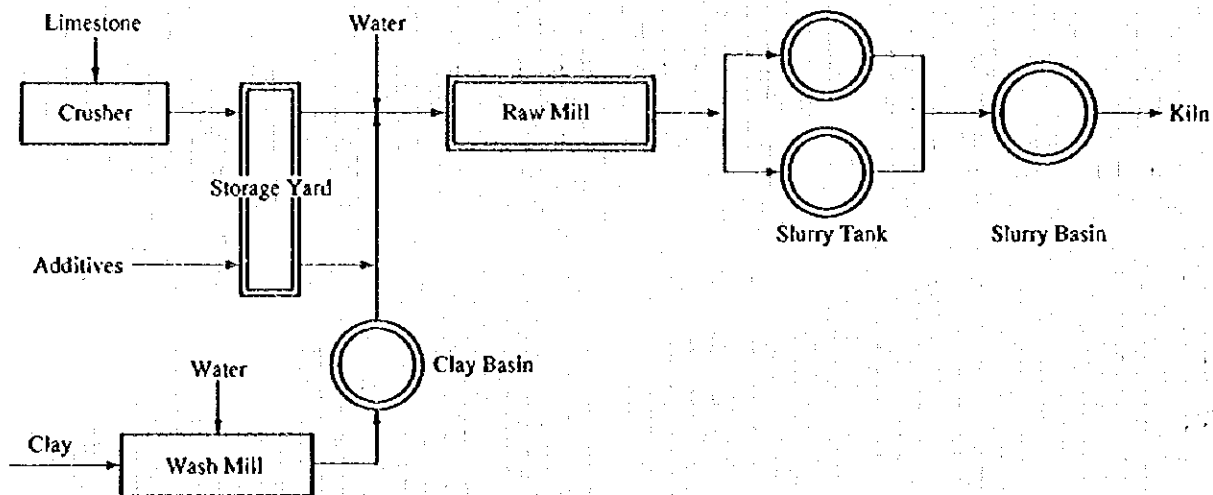 Limestone
Water
Crusher
Raw Mill
Kiln
Storage Yard
Slurry Tank
Slurry Basin
Additives
Water
Clay Basin
Clay
Wash Mill